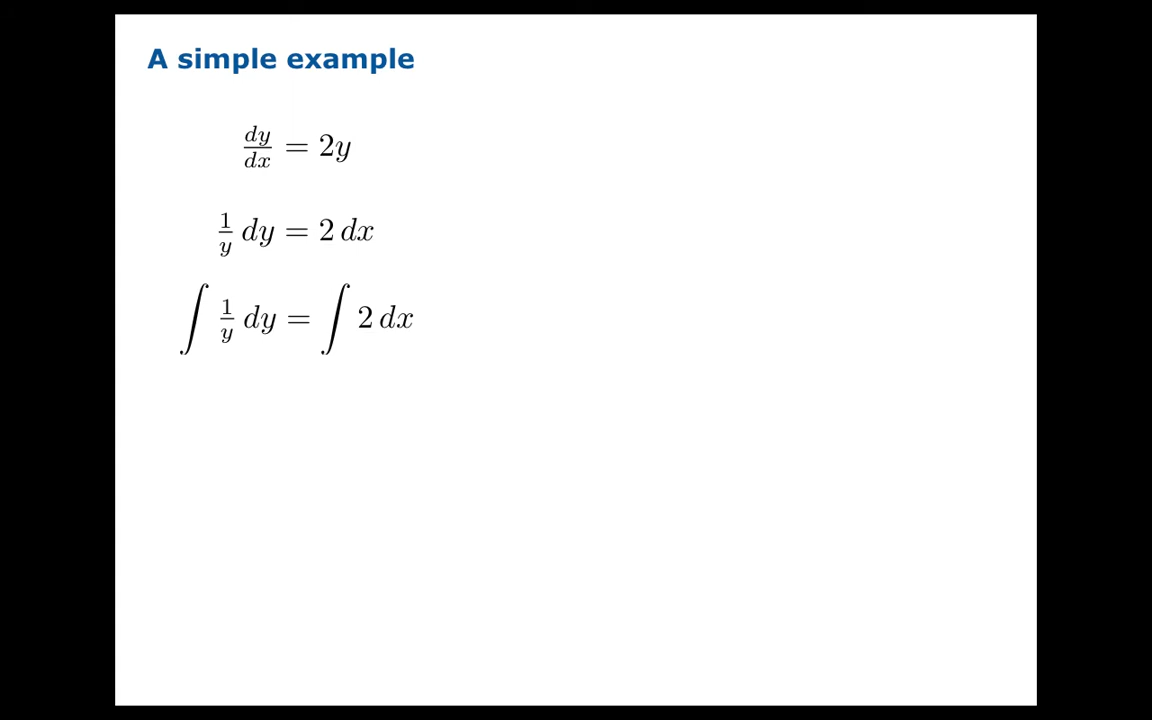 A simple example
dy/dx = 2y
1/y dy = 2 dx
∫ 1/y dy = ∫ 2 dx